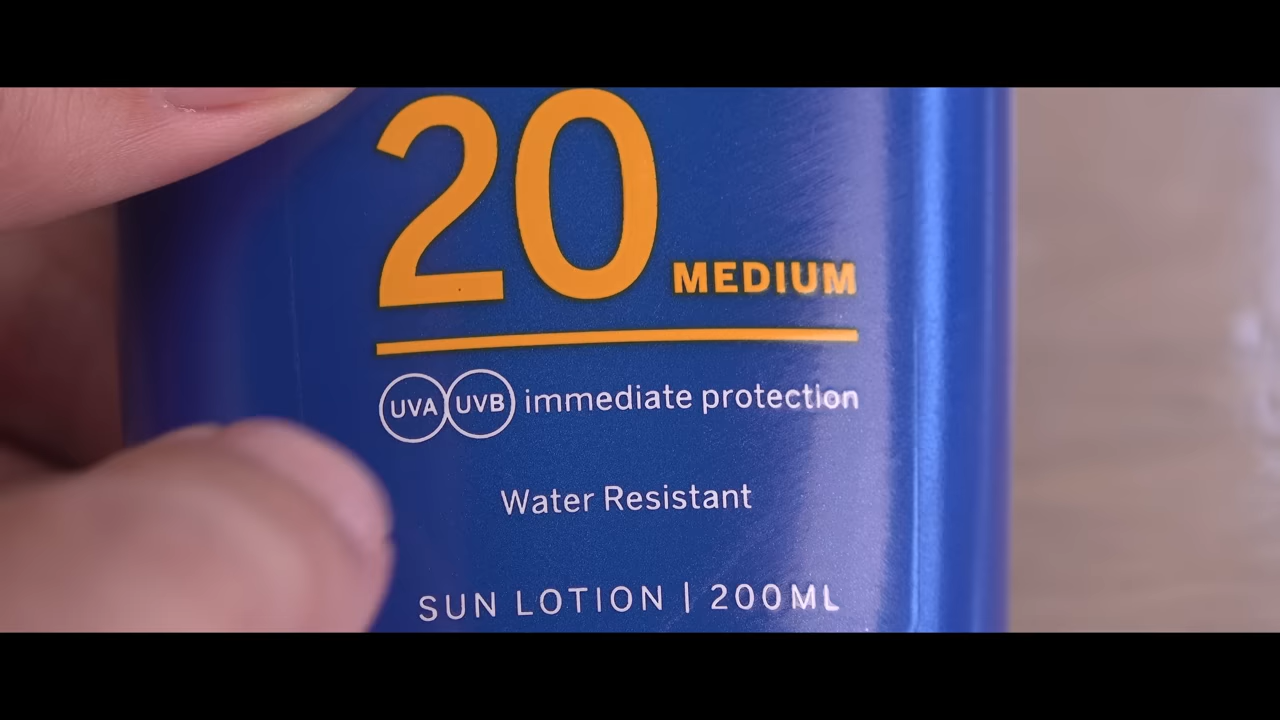 20 MEDIUM
UVA UVB immediate protection
Water Resistant
SUN LOTION | 200ML